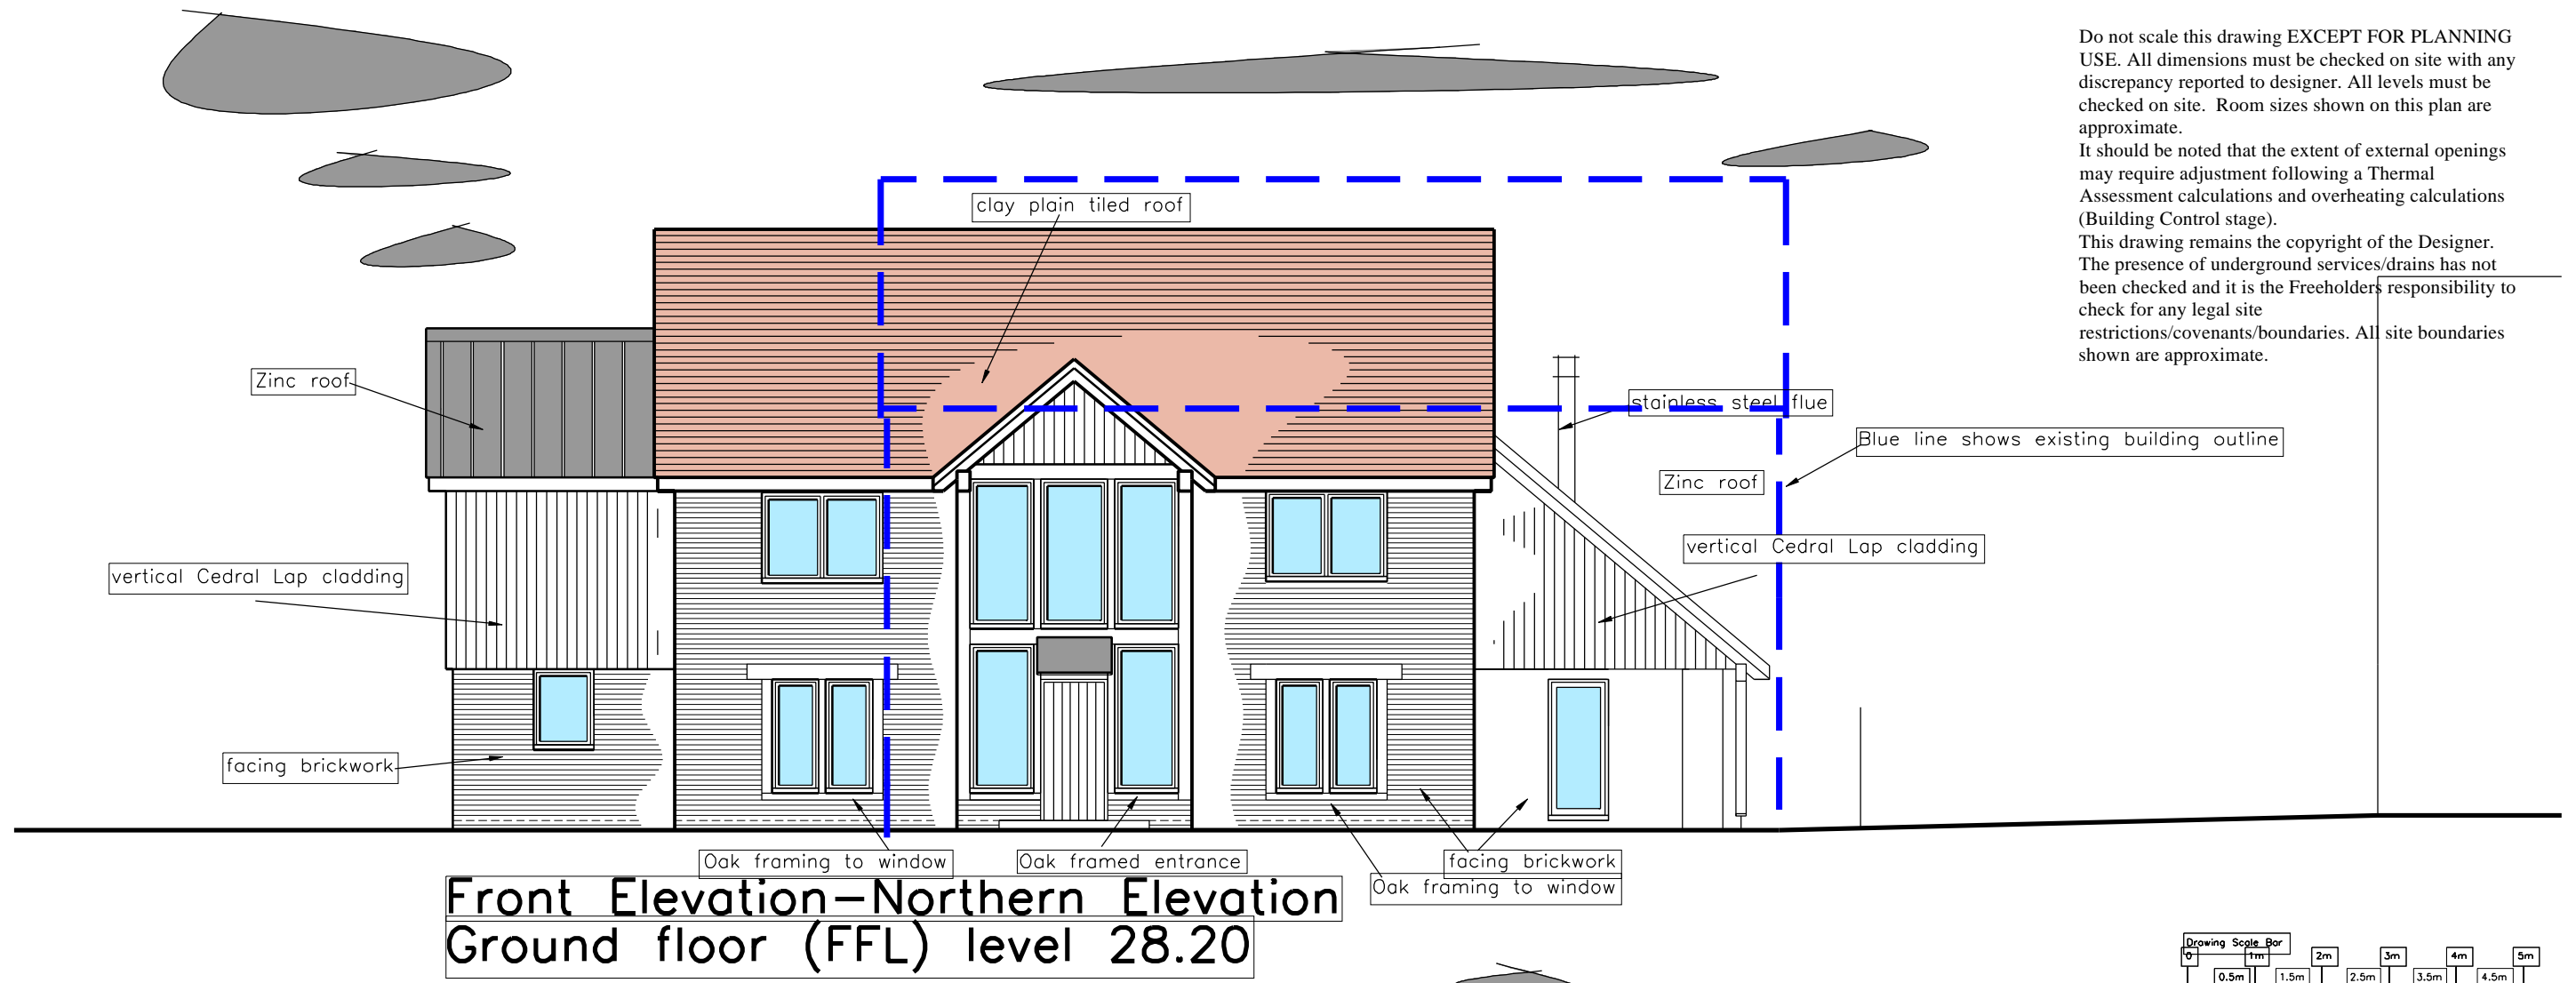 Do not scale this drawing EXCEPT FOR PLANNING
USE. All dimensions must be checked on site with any
discrepancy reported to designer. All levels must be
checked on site.  Room sizes shown on this plan are
approximate.
It should be noted that the extent of external openings
may require adjustment following a Thermal
Assessment calculations and overheating calculations
(Building Control stage).
This drawing remains the copyright of the Designer.
The presence of underground services/drains has not
been checked and it is the Freeholders responsibility to
check for any legal site
restrictions/covenants/boundaries. All site boundaries
shown are approximate.
clay plain tiled roof
Zinc roof
stainless steel flue
Blue line shows existing building outline
Zinc roof
vertical Cedral Lap cladding
vertical Cedral Lap cladding
facing brickwork
Oak framing to window
Oak framed entrance
facing brickwork
Oak framing to window
Front Elevation-Northern Elevation
Ground floor (FFL) level 28.20
Drawing Scale Bar
0 1m 2m 3m 4m 5m
0.5m 1.5m 2.5m 3.5m 4.5m